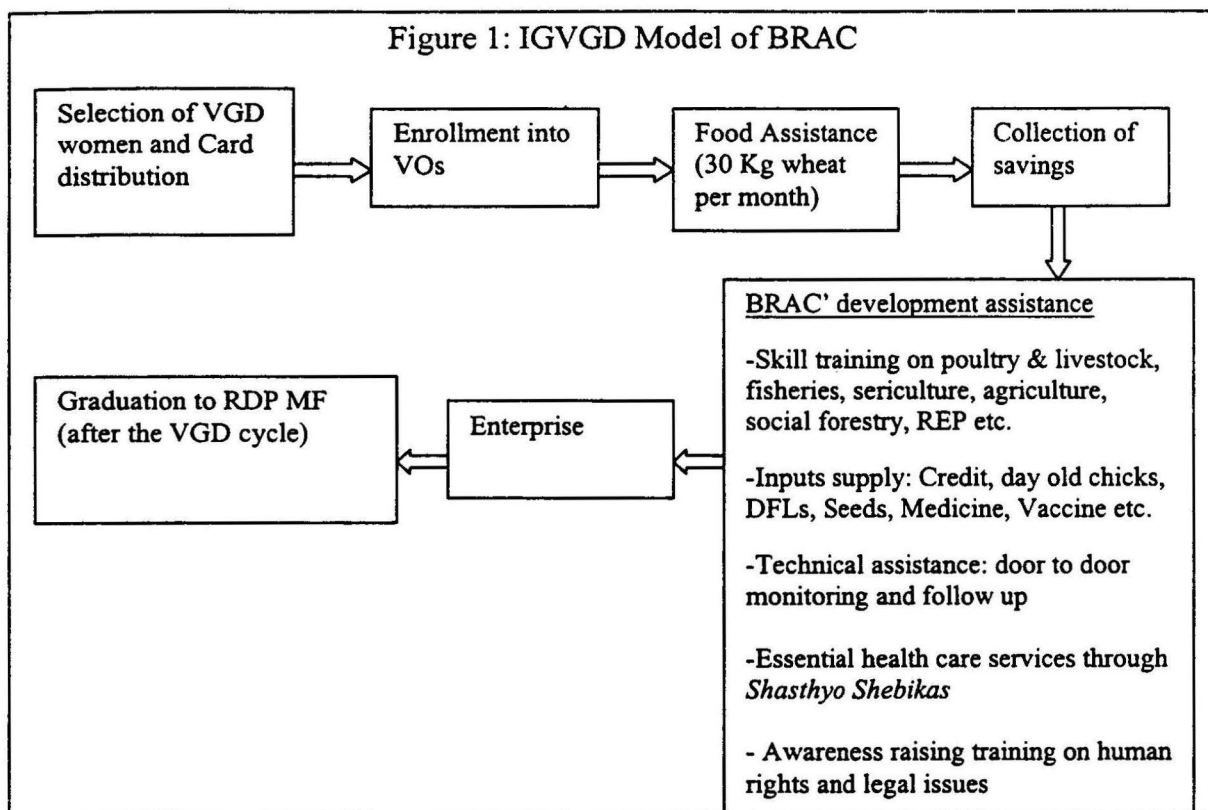 Figure 1: IGVGD Model of BRAC
Selection of VGD
women and Card
distribution
Enrollment into
VOs
Food Assistance
(30 Kg wheat
per month)
Collection of
savings
BRAC' development assistance
-Skill training on poultry & livestock,
fisheries, sericulture, agriculture,
social forestry, REP etc.
-Inputs supply: Credit, day old chicks,
DFLs, Seeds, Medicine, Vaccine etc.
-Technical assistance: door to door
monitoring and follow up
-Essential health care services through
Shasthyo Shebikas
- Awareness raising training on human
rights and legal issues
Enterprise
Graduation to RDP MF
(after the VGD cycle)